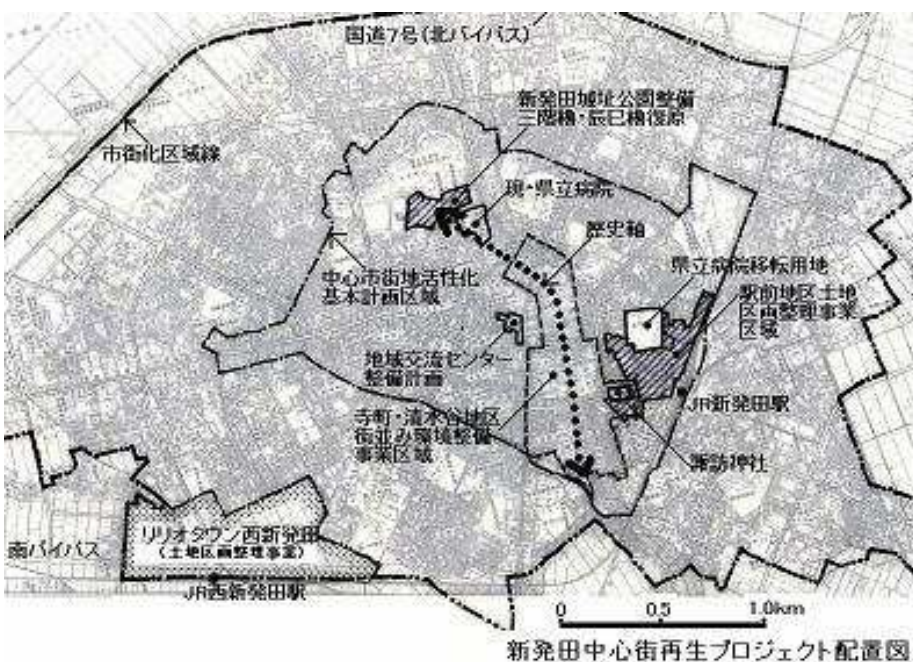 国道7号(北バイパス)
新発田城址公園整備
三階櫓・辰巳櫓復原
市街化区域線
現・県立病院
歴史軸
中心市街地活性化
基本計画区域
県立病院移転用地
駅前地区土地
区画整理事業
区域
地域交流センター
整備計画
JR新発田駅
寺町・清水谷地区
街並み環境整備
事業区域
諏訪神社
リリオタウン西新発田
(土地区画整理事業)
南バイパス
JR西新発田駅
0 0.5 1.0km
新発田中心街再生プロジェクト配置図